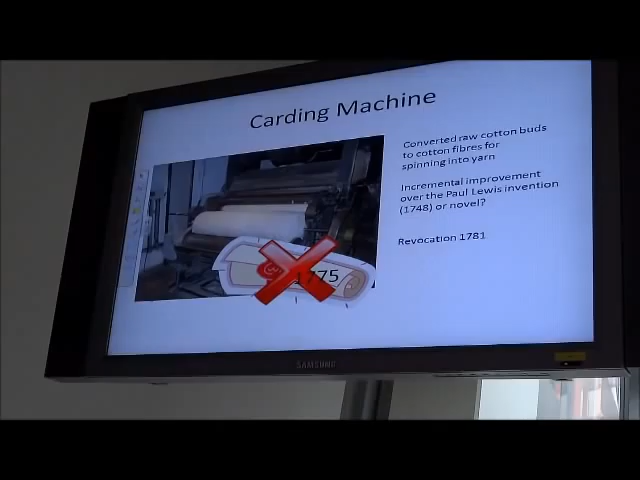 Carding Machine
Converted raw cotton buds
to cotton fibres for
spinning into yarn
Incremental improvement
over the Paul Lewis invention
(1748) or novel?
Revocation 1781
1775
SAMSUNG